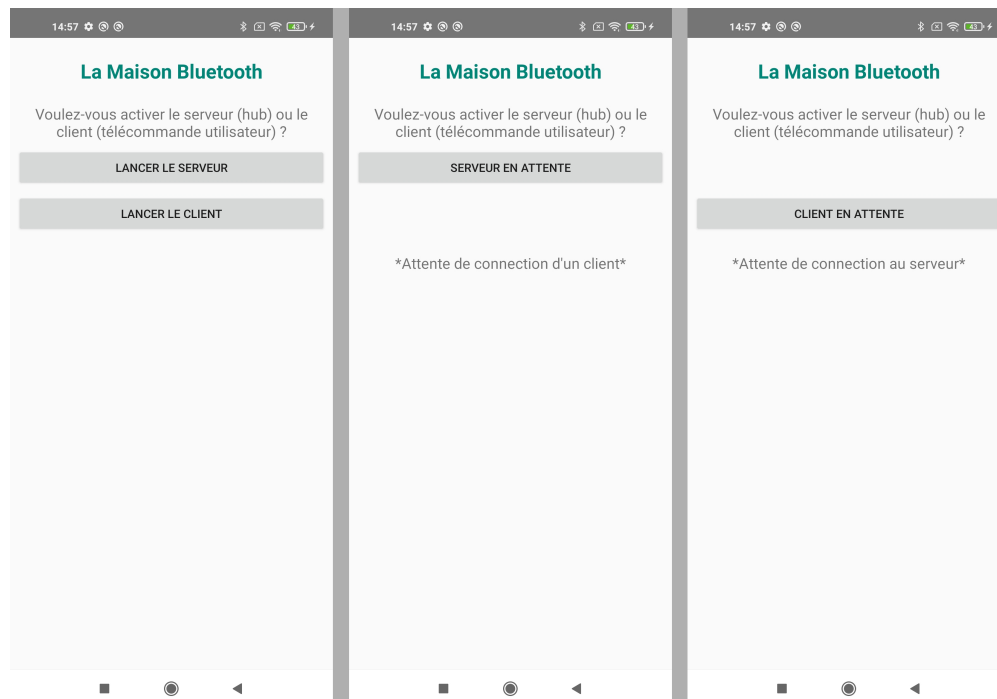 14:57
43
La Maison Bluetooth
Voulez-vous activer le serveur (hub) ou le
client (télécommande utilisateur) ?
LANCER LE SERVEUR
LANCER LE CLIENT
14:57
43
La Maison Bluetooth
Voulez-vous activer le serveur (hub) ou le
client (télécommande utilisateur) ?
SERVEUR EN ATTENTE
*Attente de connection d'un client*
14:57
43
La Maison Bluetooth
Voulez-vous activer le serveur (hub) ou le
client (télécommande utilisateur) ?
CLIENT EN ATTENTE
*Attente de connection au serveur*